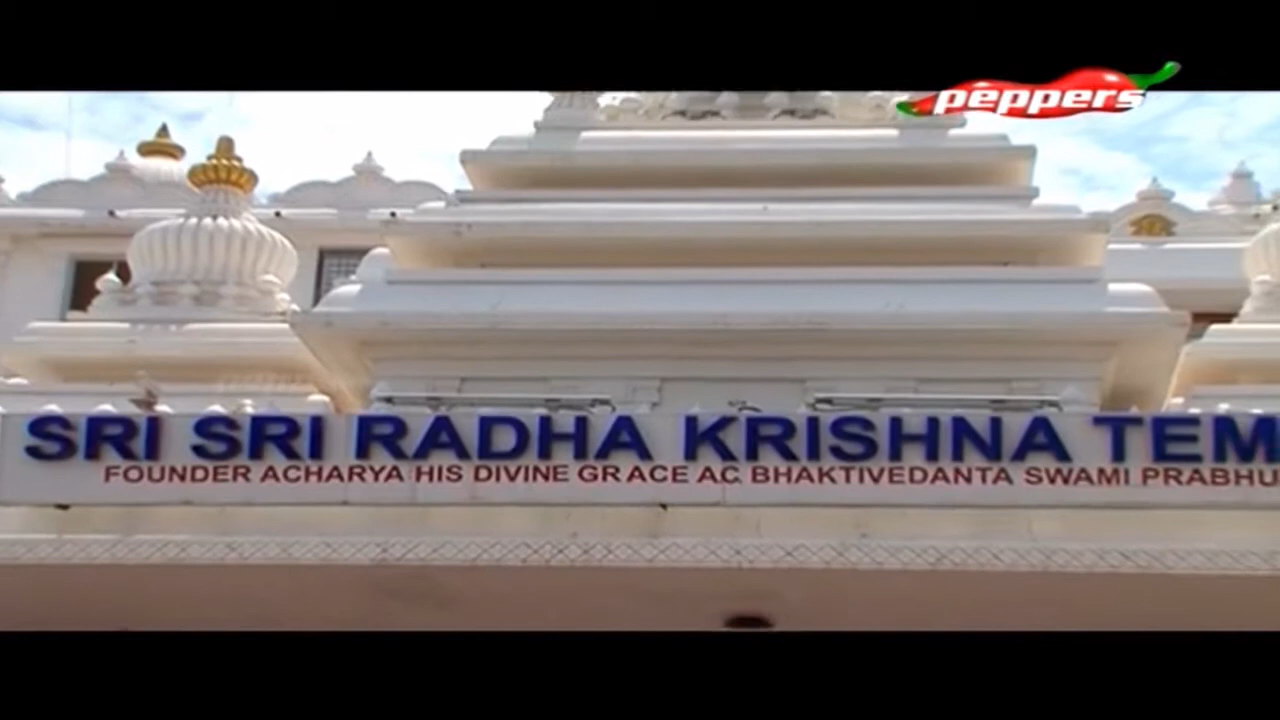 peppers
SRI SRI RADHA KRISHNA TEM
FOUNDER ACHARYA HIS DIVINE GRACE AC BHAKTIVEDANTA SWAMI PRABHU